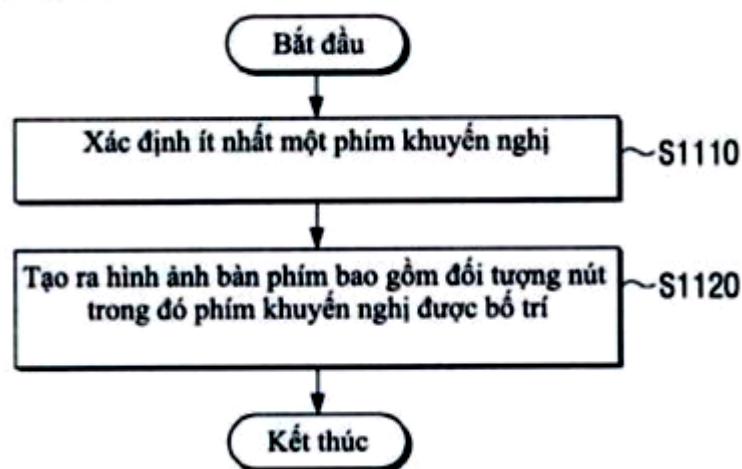 Bắt đầu
Xác định ít nhất một phím khuyến nghị
S1110
Tạo ra hình ảnh bàn phím bao gồm đối tượng nút
trong đó phím khuyến nghị được bố trí
S1120
Kết thúc